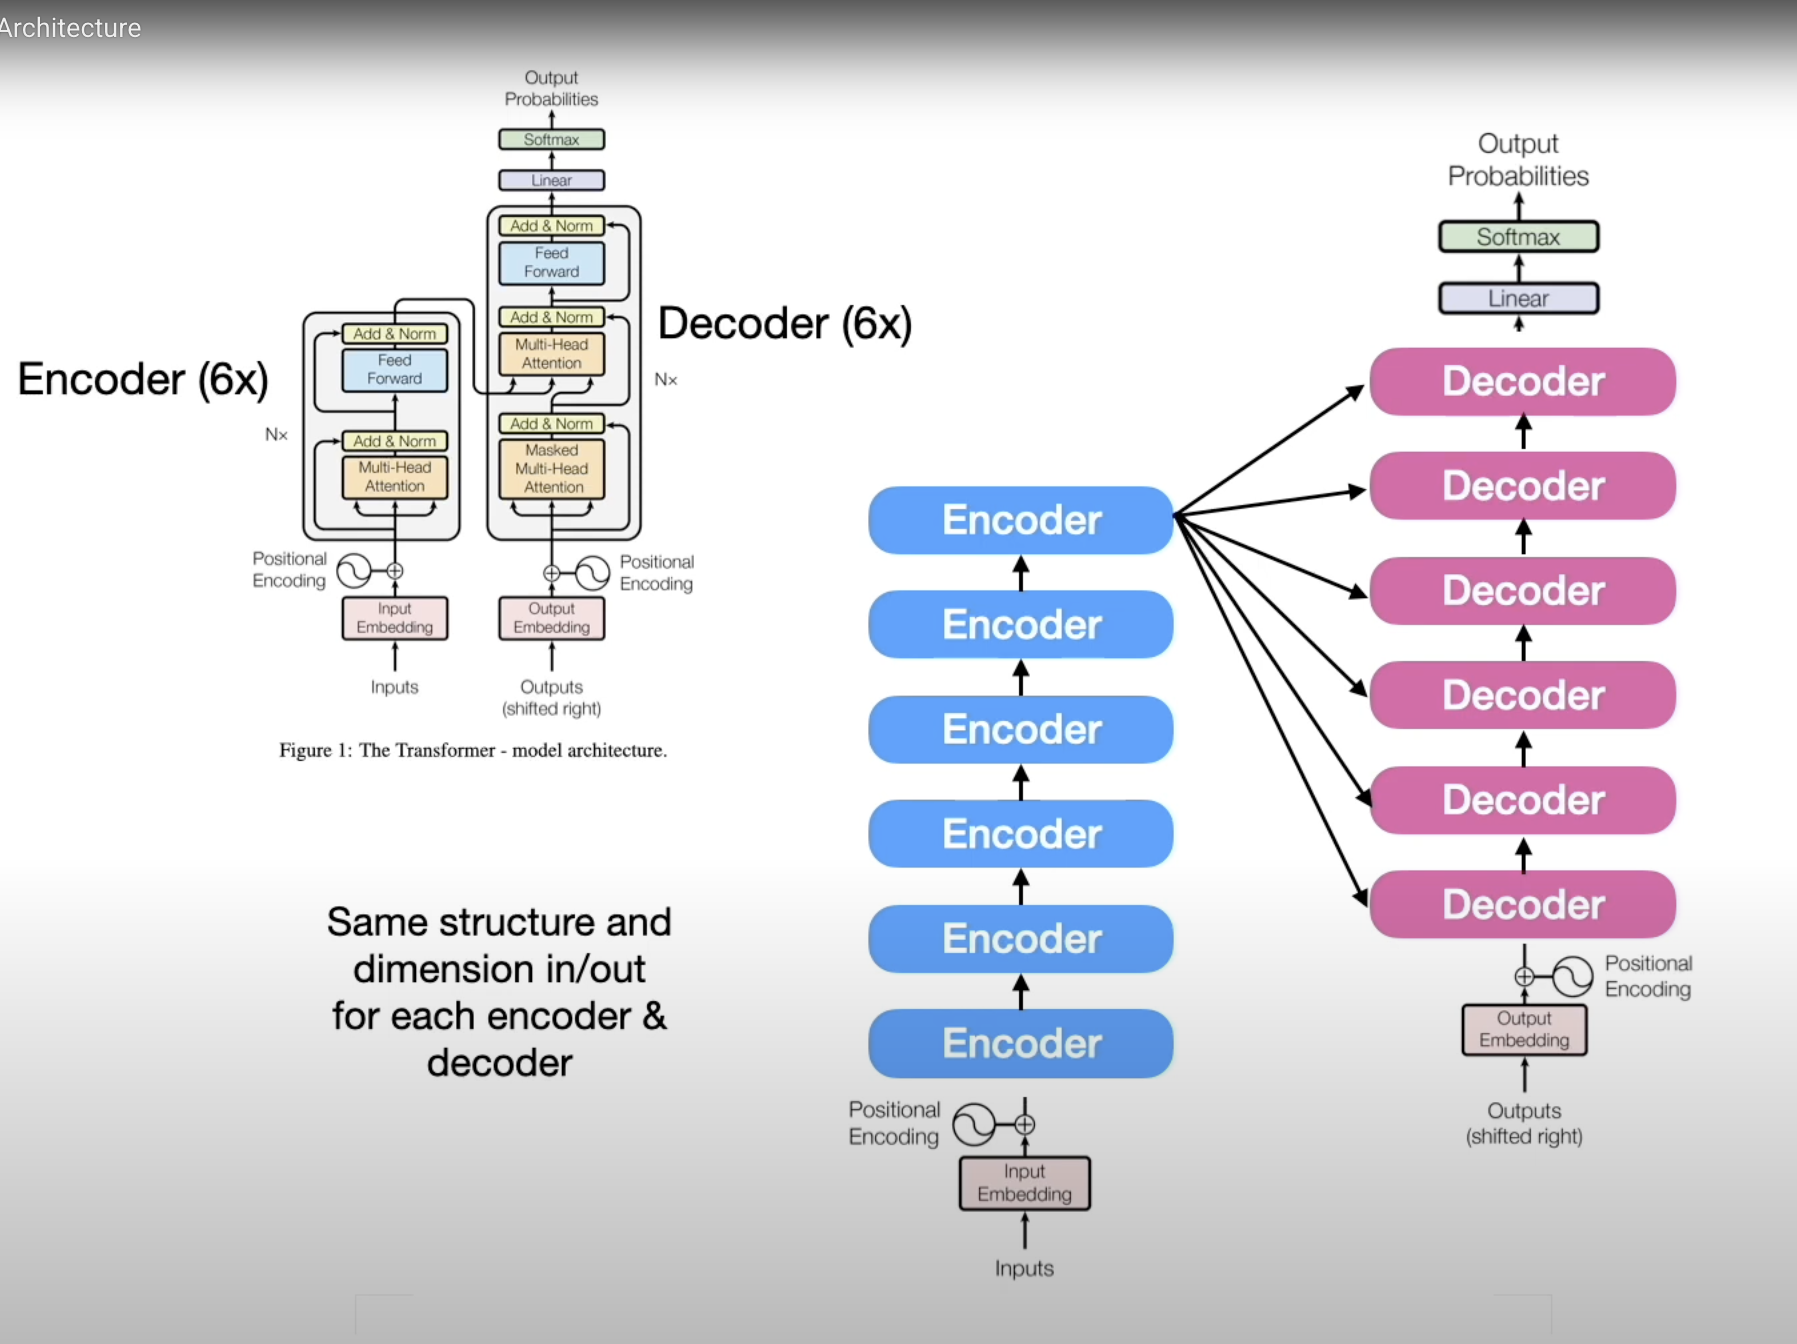 Architecture
Output
Probabilities
Softmax
Linear
Add & Norm
Feed
Forward
Add & Norm
Multi-Head
Attention
Add & Norm
Masked
Multi-Head
Attention
Decoder (6x)
Nx
Encoder (6x)
Nx
Add & Norm
Feed
Forward
Add & Norm
Multi-Head
Attention
Positional
Encoding
Positional
Encoding
Input
Embedding
Output
Embedding
Inputs
Outputs
(shifted right)
Figure 1: The Transformer - model architecture.
Same structure and
dimension in/out
for each encoder &
decoder
Encoder
Encoder
Encoder
Encoder
Encoder
Encoder
Positional
Encoding
Input
Embedding
Inputs
Output
Probabilities
Softmax
Linear
Decoder
Decoder
Decoder
Decoder
Decoder
Decoder
Positional
Encoding
Output
Embedding
Outputs
(shifted right)